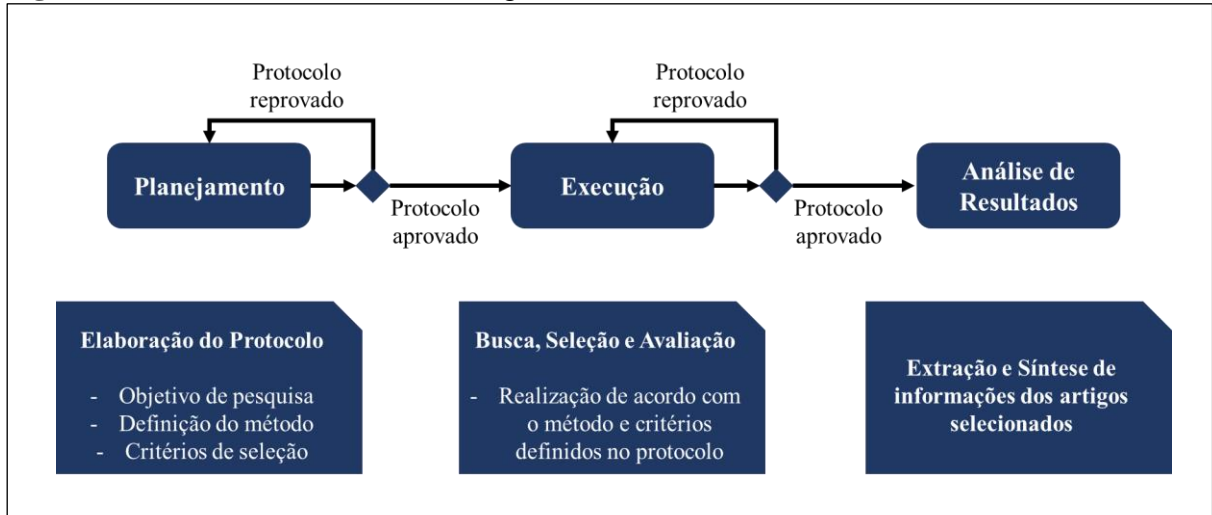 Protocolo
reprovado
Protocolo
reprovado
Planejamento
Execução
Análise de
Resultados
Protocolo
aprovado
Protocolo
aprovado
Elaboração do Protocolo
- Objetivo de pesquisa
- Definição do método
- Critérios de seleção
Busca, Seleção e Avaliação
- Realização de acordo com
o método e critérios
definidos no protocolo
Extração e Síntese de
informações dos artigos
selecionados